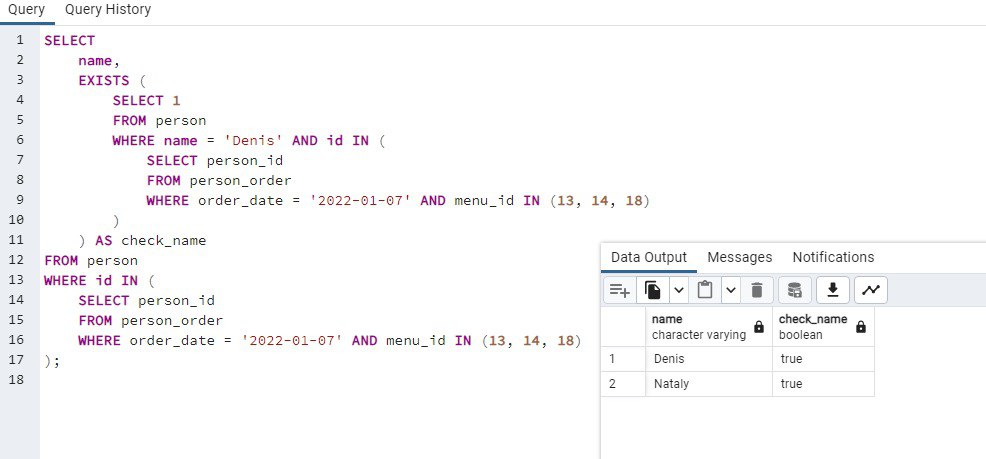 Query Query History
1 SELECT
2 name,
3 EXISTS (
4 SELECT 1
5 FROM person
6 WHERE name = 'Denis' AND id IN (
7 SELECT person_id
8 FROM person_order
9 WHERE order_date = '2022-01-07' AND menu_id IN (13, 14, 18)
10 )
11 ) AS check_name
12 FROM person
13 WHERE id IN (
14 SELECT person_id
15 FROM person_order
16 WHERE order_date = '2022-01-07' AND menu_id IN (13, 14, 18)
17 );
18
Data Output Messages Notifications
name check_name
character varying boolean
1 Denis true
2 Nataly true